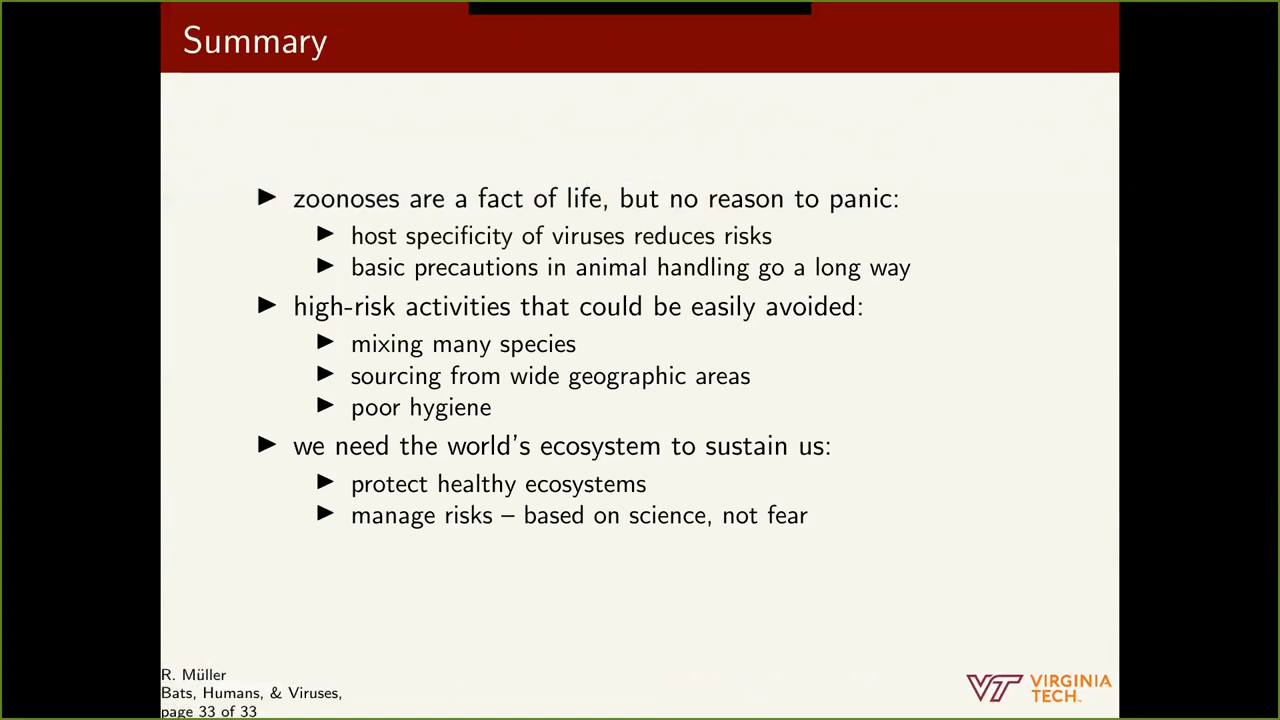 Summary
▶ zoonoses are a fact of life, but no reason to panic:
▶ host specificity of viruses reduces risks
▶ basic precautions in animal handling go a long way
▶ high-risk activities that could be easily avoided:
▶ mixing many species
▶ sourcing from wide geographic areas
▶ poor hygiene
▶ we need the world's ecosystem to sustain us:
▶ protect healthy ecosystems
▶ manage risks – based on science, not fear
R. Müller
Bats, Humans, & Viruses,
page 33 of 33
VT VIRGINIA
TECH™